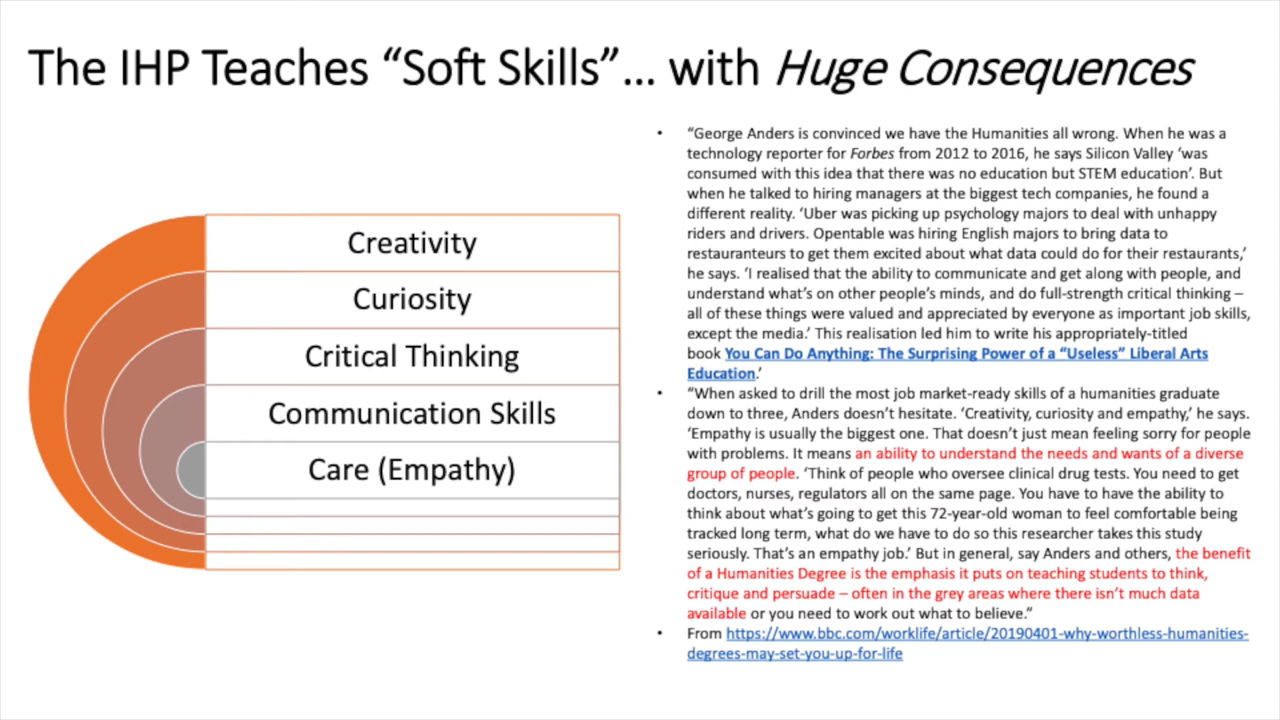 The IHP Teaches “Soft Skills”... with Huge Consequences
Creativity
Curiosity
Critical Thinking
Communication Skills
Care (Empathy)
• “George Anders is convinced we have the Humanities all wrong. When he was a
technology reporter for Forbes from 2012 to 2016, he says Silicon Valley ‘was
consumed with this idea that there was no education but STEM education’. But
when he talked to hiring managers at the biggest tech companies, he found a
different reality. ‘Uber was picking up psychology majors to deal with unhappy
riders and drivers. Opentable was hiring English majors to bring data to
restauranteurs to get them excited about what data could do for their restaurants,’
he says. ‘I realised that the ability to communicate and get along with people, and
understand what’s on other people’s minds, and do full-strength critical thinking –
all of these things were valued and appreciated by everyone as important job skills,
except the media.’ This realisation led him to write his appropriately-titled
book You Can Do Anything: The Surprising Power of a “Useless” Liberal Arts
Education.’
• “When asked to drill the most job market-ready skills of a humanities graduate
down to three, Anders doesn’t hesitate. ‘Creativity, curiosity and empathy,’ he says.
‘Empathy is usually the biggest one. That doesn’t just mean feeling sorry for people
with problems. It means an ability to understand the needs and wants of a diverse
group of people. ‘Think of people who oversee clinical drug tests. You need to get
doctors, nurses, regulators all on the same page. You have to have the ability to
think about what’s going to get this 72-year-old woman to feel comfortable being
tracked long term, what do we have to do so this researcher takes this study
seriously. That’s an empathy job.’ But in general, say Anders and others, the benefit
of a Humanities Degree is the emphasis it puts on teaching students to think,
critique and persuade – often in the grey areas where there isn’t much data
available or you need to work out what to believe.”
• From https://www.bbc.com/worklife/article/20190401-why-worthless-humanities-
degrees-may-set-you-up-for-life